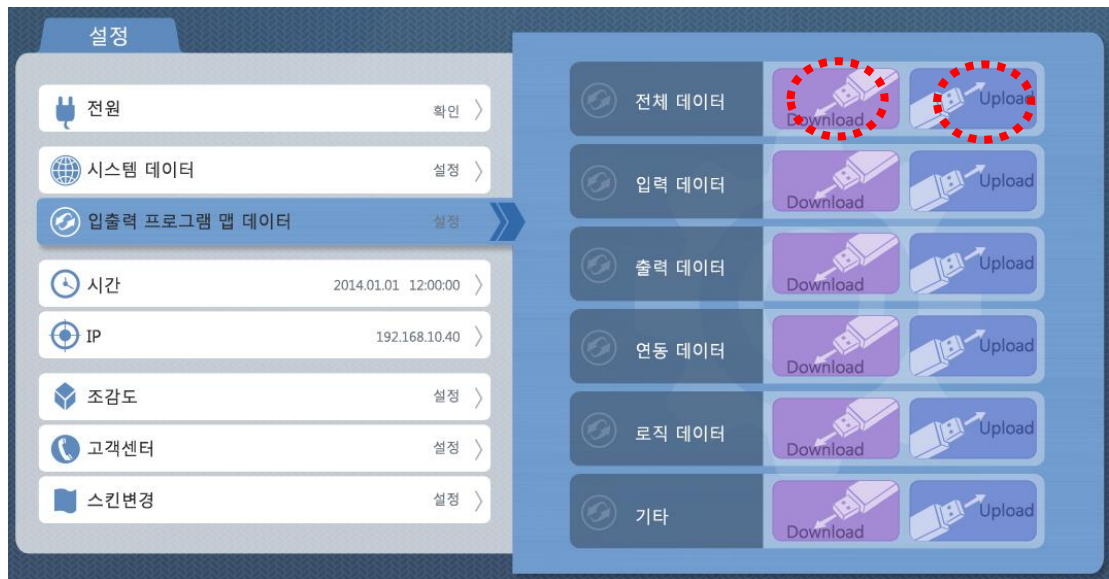 설정
전원 확인
시스템 데이터 설정
입출력 프로그램 맵 데이터 설정
시간 2014.01.01 12:00:00
IP 192.168.10.40
조감도 설정
고객센터 설정
스킨변경 설정
전체 데이터 Download Upload
입력 데이터 Download Upload
출력 데이터 Download Upload
연동 데이터 Download Upload
로직 데이터 Download Upload
기타 Download Upload